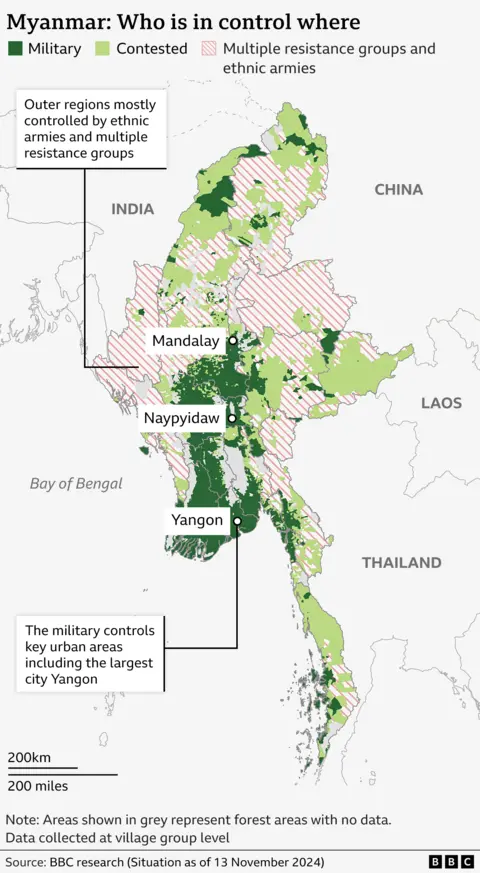 Myanmar: Who is in control where
Military
Contested
Multiple resistance groups and
ethnic armies
Outer regions mostly
controlled by ethnic
armies and multiple
resistance groups
CHINA
INDIA
Mandalay
LAOS
Naypyidaw
Bay of Bengal
Yangon
THAILAND
The military controls
key urban areas
including the largest
city Yangon
200km
200 miles
Note: Areas shown in grey represent forest areas with no data.
Data collected at village group level
Source: BBC research (Situation as of 13 November 2024)
BBC